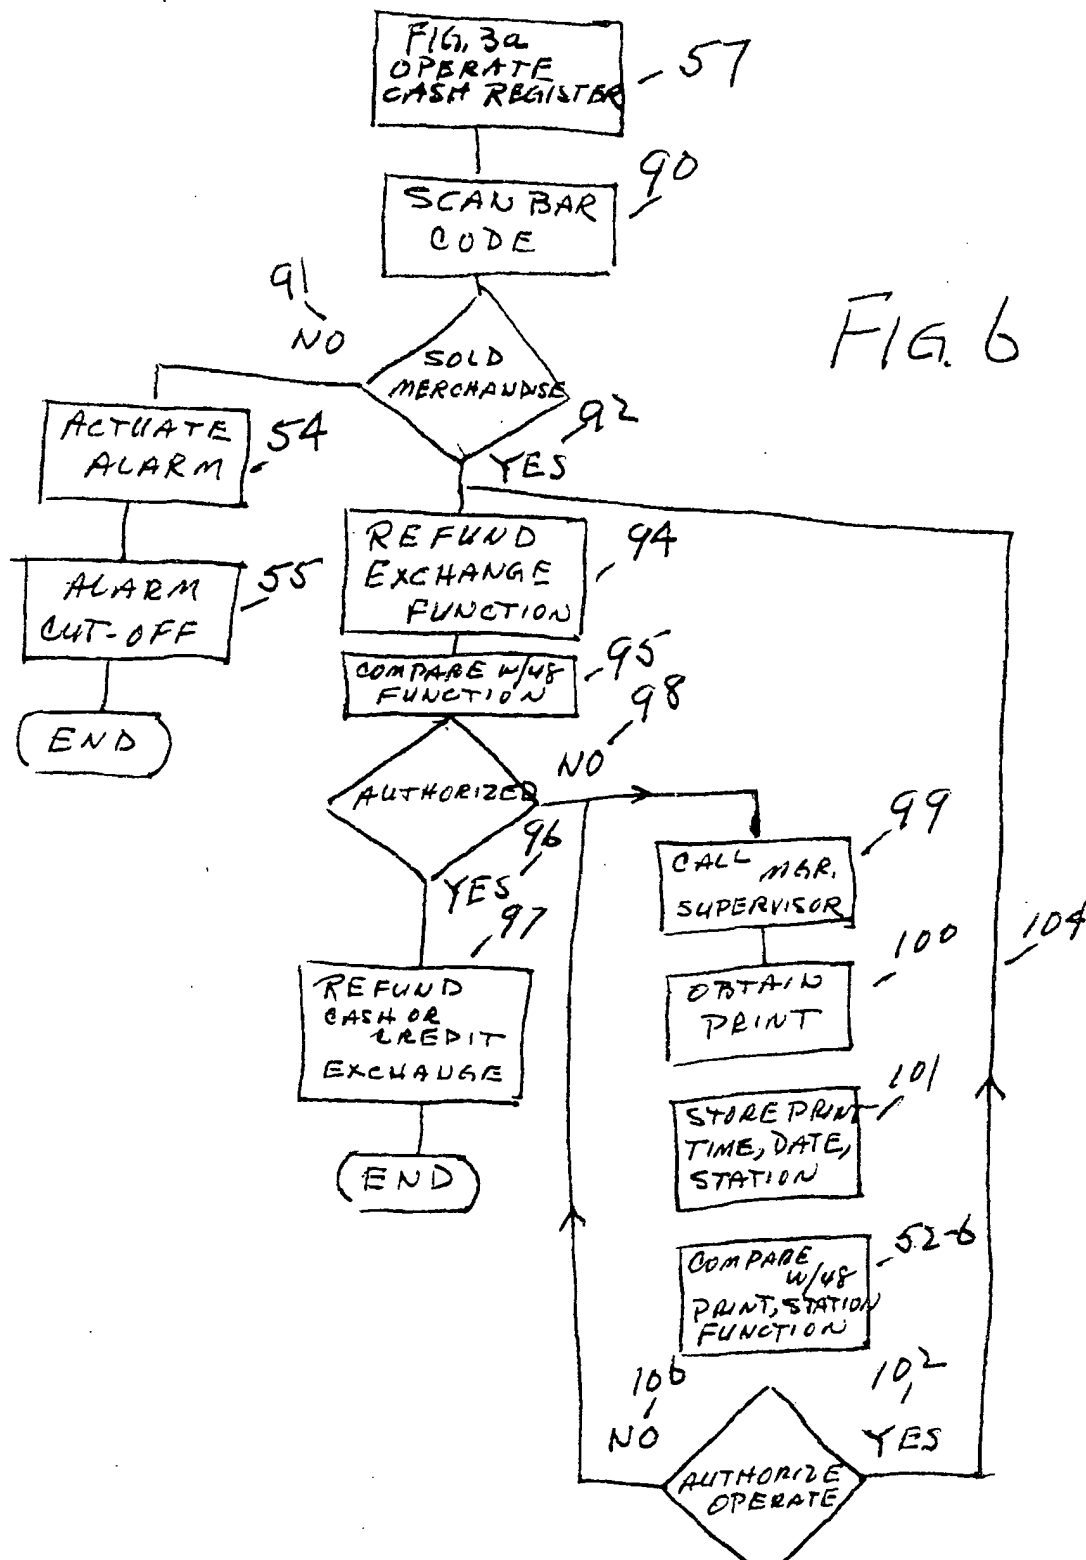 FIG. 3a
OPERATE
CASH REGISTER
57
SCAN BAR
CODE
90
91
NO
SOLD
MERCHANDISE
FIG. 6
92
YES
ACTUATE
ALARM
54
REFUND
EXCHANGE
FUNCTION
94
ALARM
CUT-OFF
55
COMPARE W/48
FUNCTION
95
END
98
NO
AUTHORIZED
96
YES
97
CALL MGR.
SUPERVISOR
99
104
REFUND
CASH OR
CREDIT
EXCHANGE
OBTAIN
PRINT
100
STORE PRINT
TIME, DATE,
STATION
101
END
COMPARE
W/48
PRINT, STATION
FUNCTION
52-6
106
NO
102
YES
AUTHORIZE
OPERATE